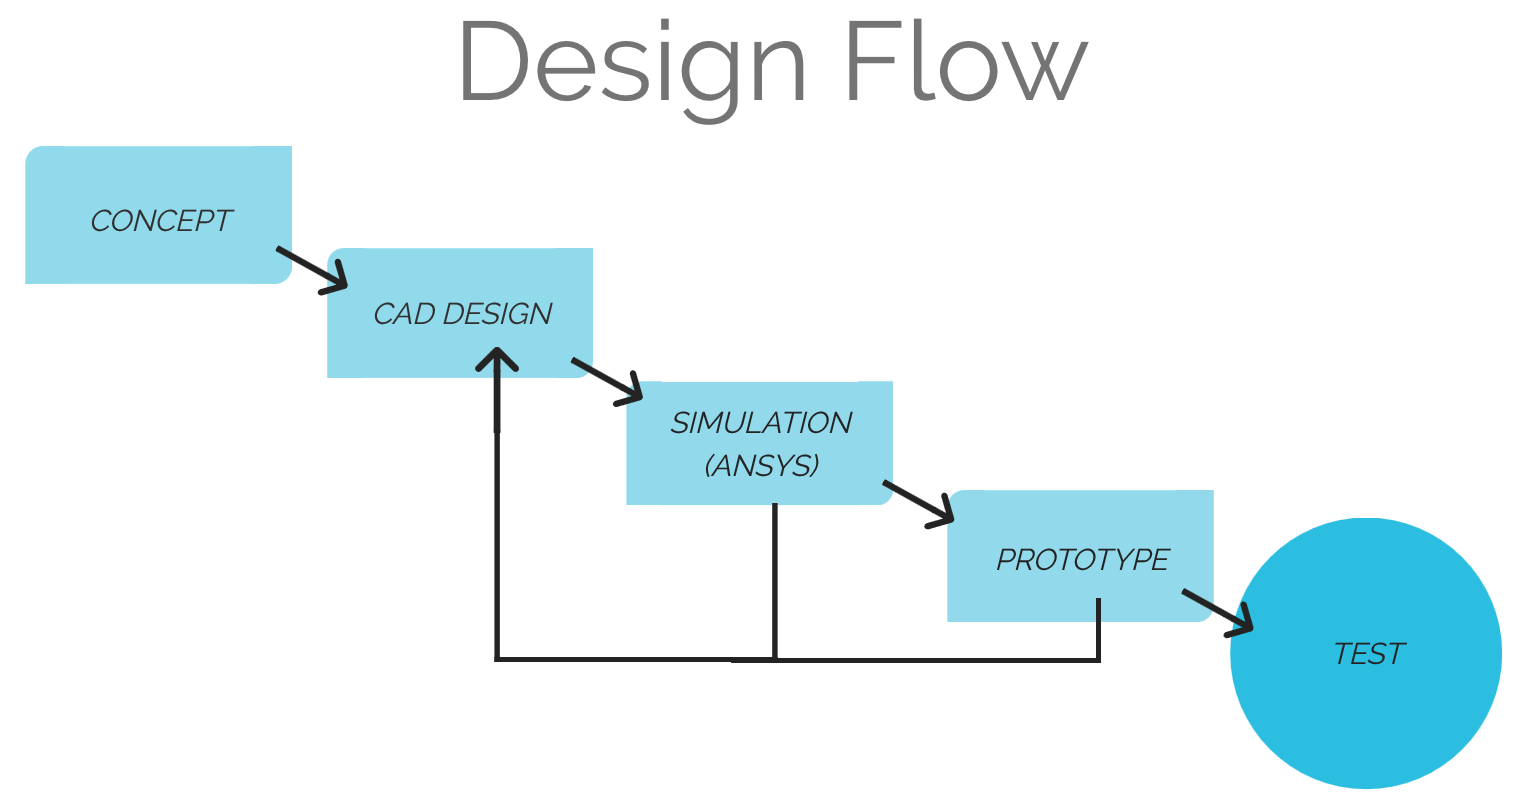 Design Flow
CONCEPT
CAD DESIGN
SIMULATION
(ANSYS)
PROTOTYPE
TEST